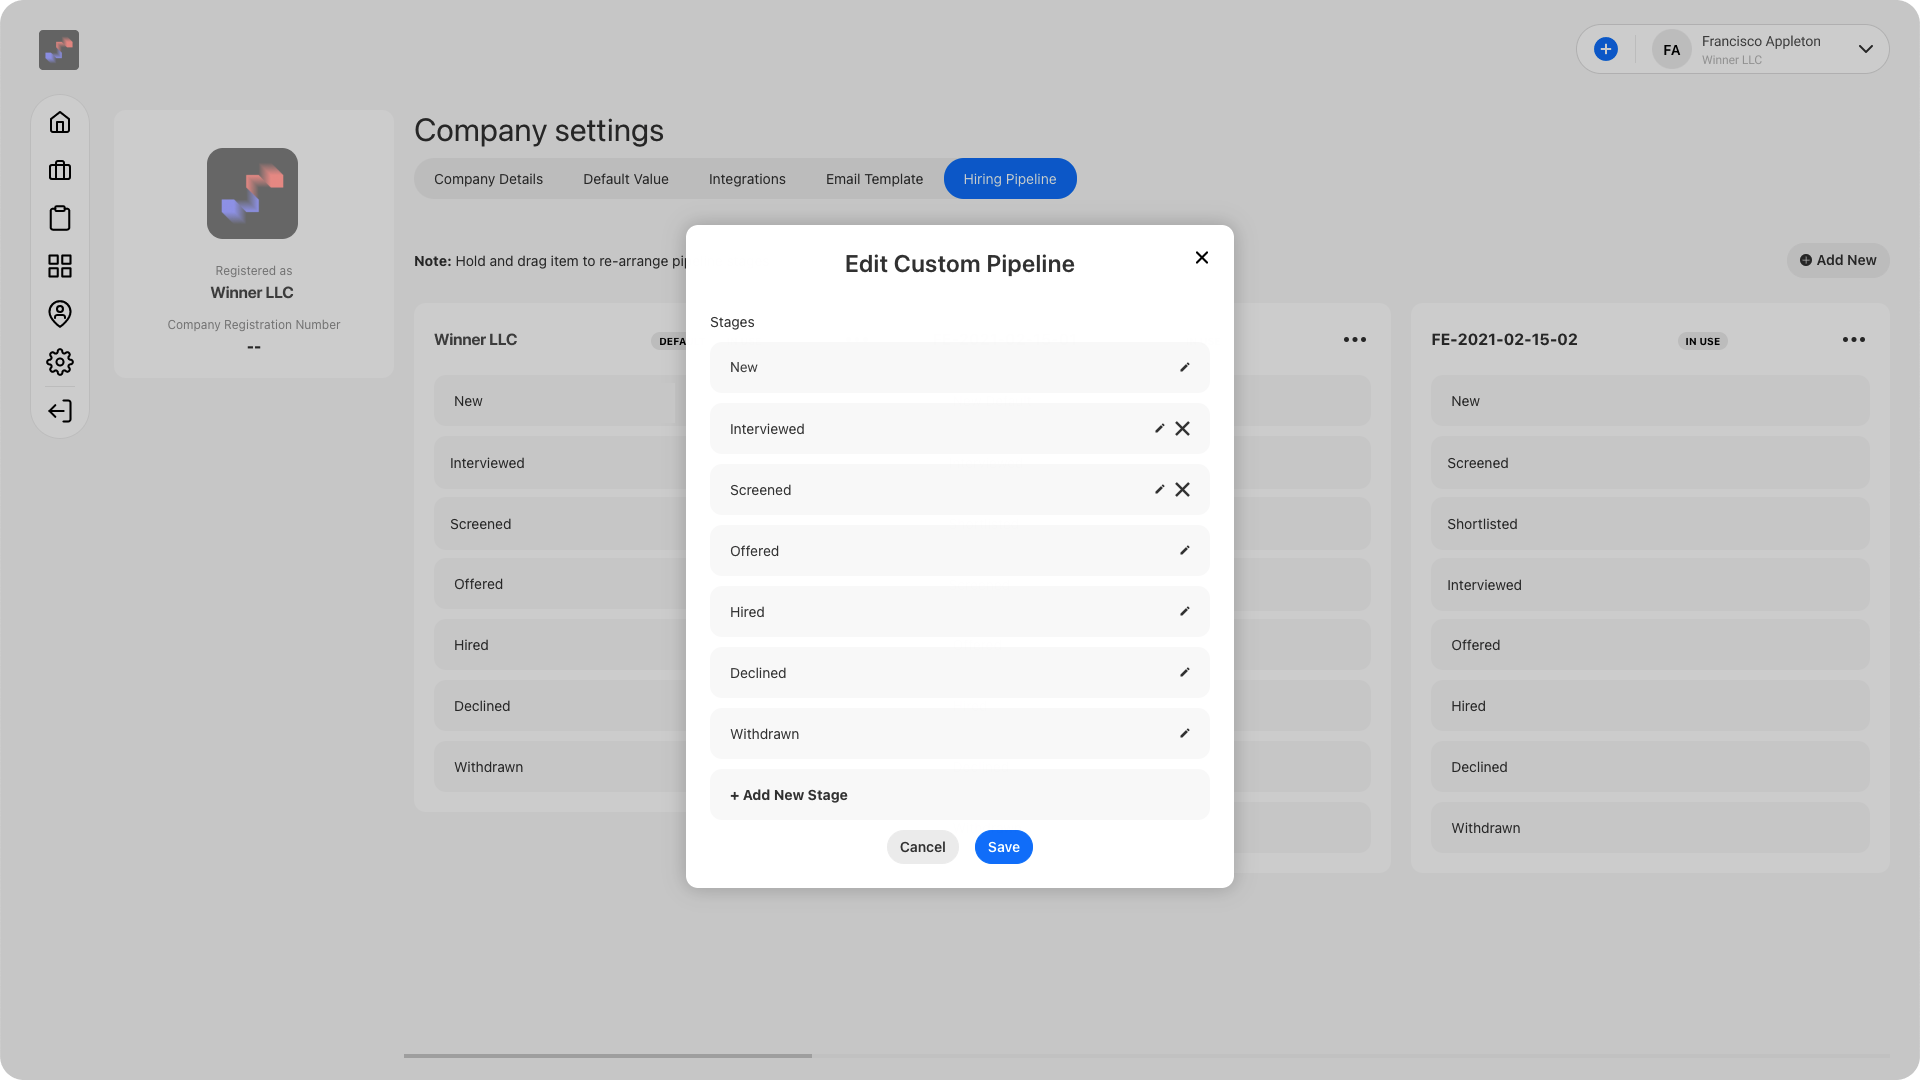 FA
Francisco Appleton
Winner LLC
Registered as
Winner LLC
Company Registration Number
--
Company settings
Company Details
Default Value
Integrations
Email Template
Hiring Pipeline
Note: Hold and drag item to re-arrange
Add New
Winner LLC
New
Interviewed
Screened
Offered
Hired
Declined
Withdrawn
Edit Custom Pipeline
Stages
New
Interviewed
Screened
Offered
Hired
Declined
Withdrawn
+ Add New Stage
Cancel
Save
FE-2021-02-15-02
IN USE
New
Screened
Shortlisted
Interviewed
Offered
Hired
Declined
Withdrawn